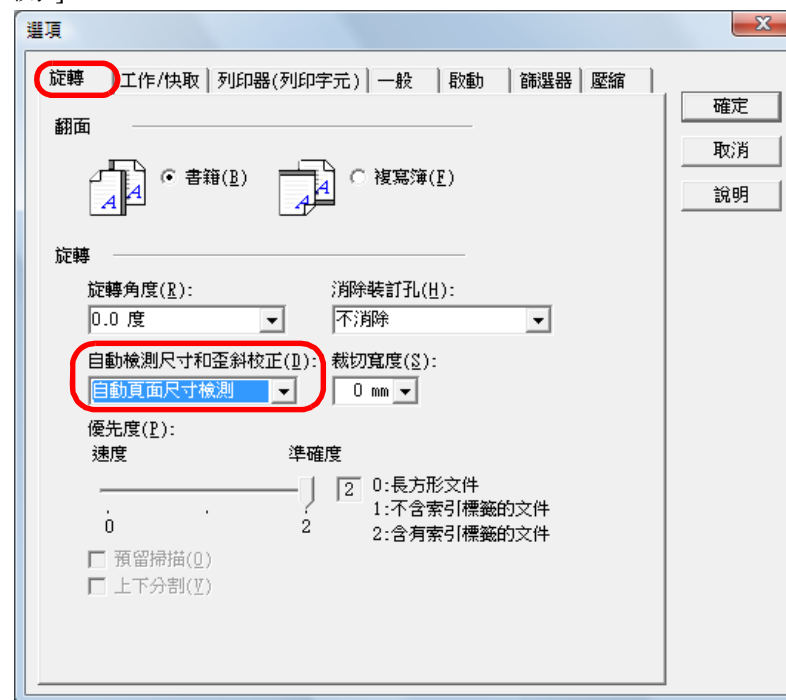 選項
旋轉 工作/快取 列印器(列印字元) 一般 啟動 篩選器 壓縮
確定
取消
說明
翻面
書籍(B) 複寫簿(F)
旋轉
旋轉角度(R): 消除裝訂孔(H):
0.0 度 不消除
自動檢測尺寸和歪斜校正(D): 裁切寬度(S):
自動頁面尺寸檢測 0 mm
優先度(P):
速度 準確度
2 0:長方形文件
1:不含索引標籤的文件
0 2 2:含有索引標籤的文件
預留掃描(O)
上下分割(V)